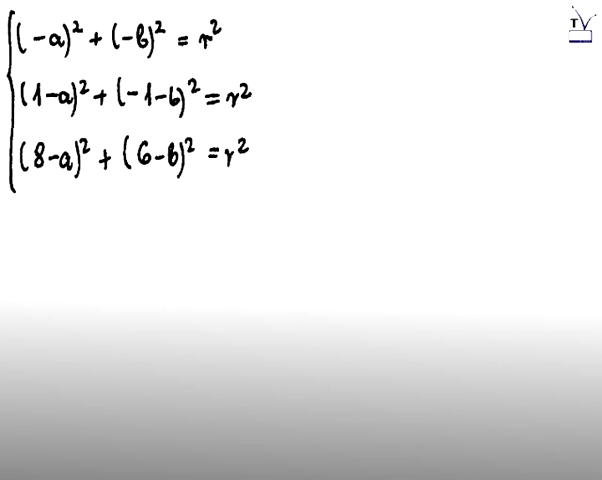 (-a)² + (-b)² = r²
TV
(1-a)² + (-1-b)² = r²
(8-a)² + (6-b)² = r²